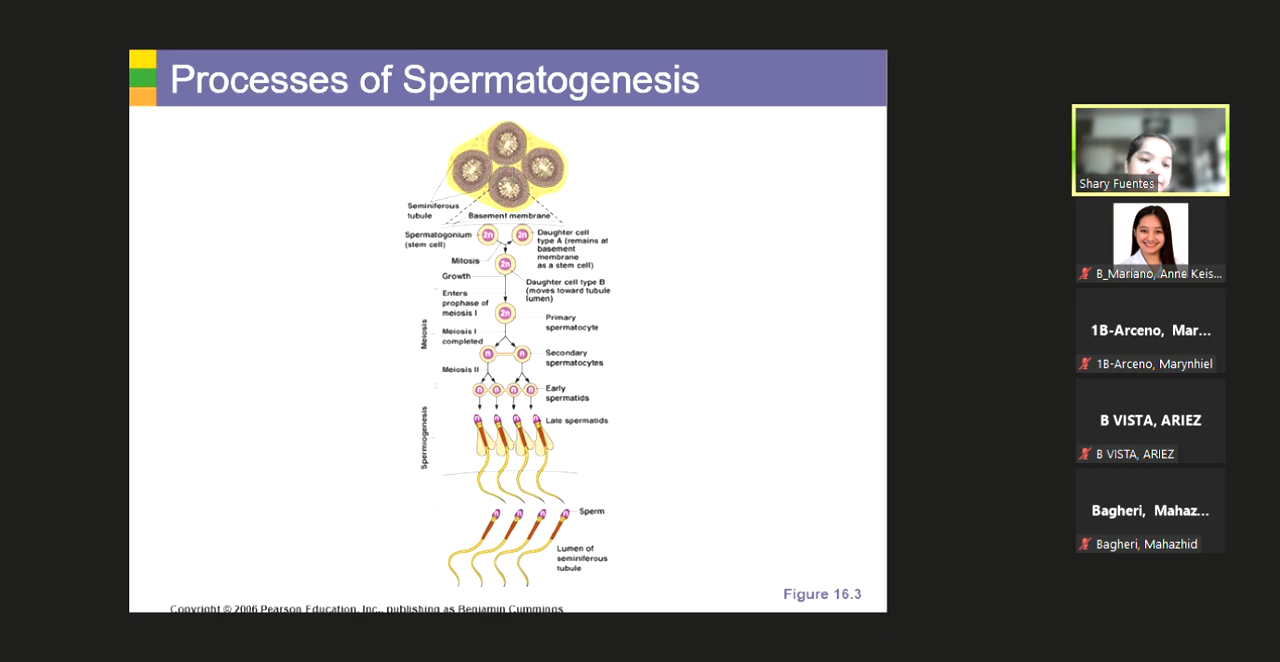 Processes of Spermatogenesis
Seminiferous
tubule
Basement membrane
Spermatogonium
(stem cell)
2n
2n
Daughter cell
type A (remains at
basement
membrane
as a stem cell)
Mitosis
2n
Growth
Daughter cell type B
(moves toward tubule
lumen)
Enters
prophase of
meiosis I
2n
Primary
spermatocyte
Meiosis
Meiosis I
completed
n
n
Secondary
spermatocytes
Meiosis II
n
n
n
n
Early
spermatids
Spermiogenesis
n
n
n
n
Late spermatids
n
n
n
n
Sperm
Lumen of
seminiferous
tubule
Figure 16.3
Copyright © 2006 Pearson Education, Inc., publishing as Benjamin Cummings
Shary Fuentes
B_Mariano, Anne Keis...
1B-Arceno, Mar...
1B-Arceno, Marynhiel
B VISTA, ARIEZ
B VISTA, ARIEZ
Bagheri, Mahaz...
Bagheri, Mahazhid